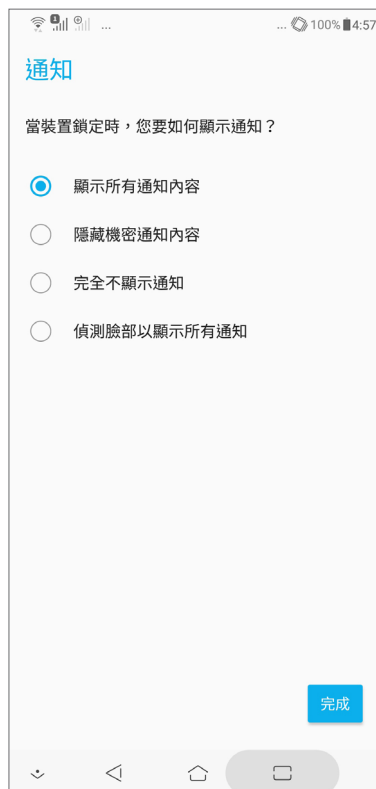 ... ... 100% 4:57
通知
當裝置鎖定時，您要如何顯示通知？
顯示所有通知內容
隱藏機密通知內容
完全不顯示通知
偵測臉部以顯示所有通知
完成